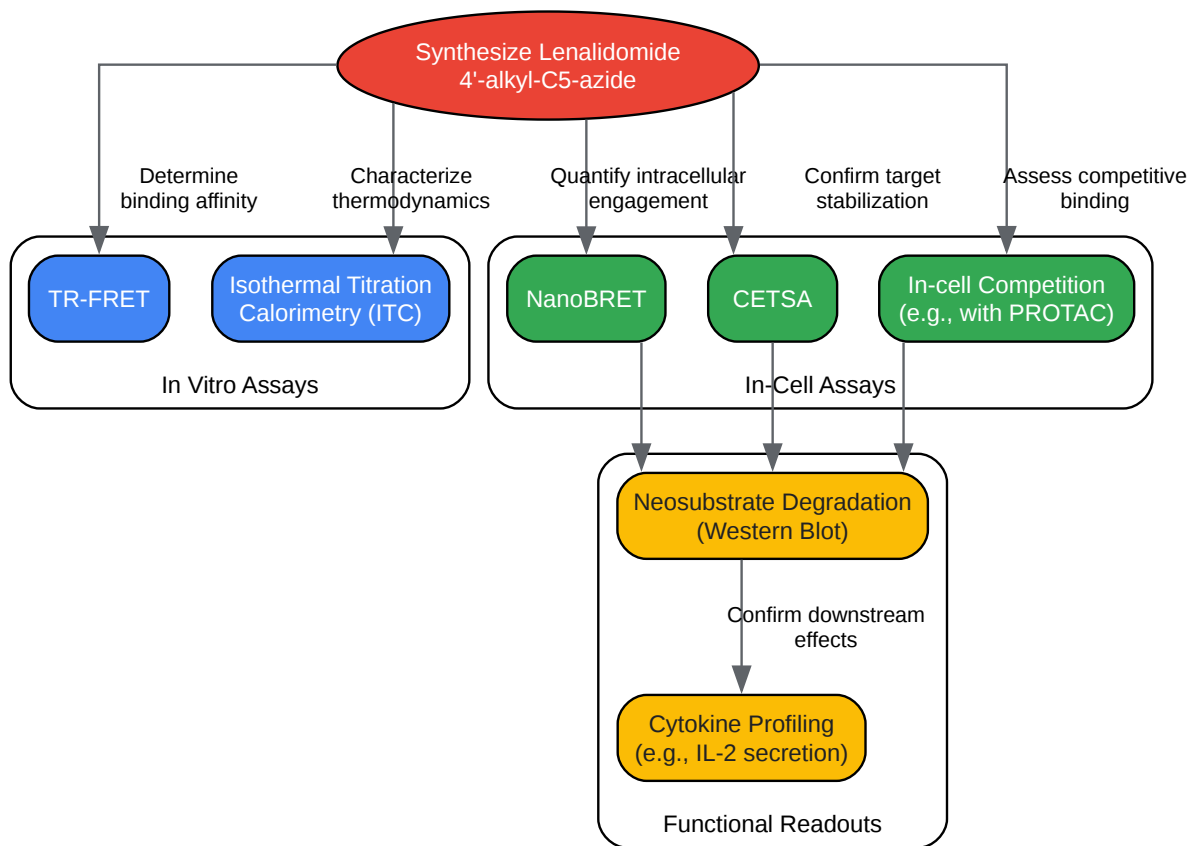 Synthesize Lenalidomide
4'-alkyl-C5-azide
Determine
binding affinity
Characterize
thermodynamics
Quantify intracellular
engagement
Confirm target
stabilization
Assess competitive
binding
TR-FRET
Isothermal Titration
Calorimetry (ITC)
In Vitro Assays
NanoBRET
CETSA
In-cell Competition
(e.g., with PROTAC)
In-Cell Assays
Neosubstrate Degradation
(Western Blot)
Confirm downstream
effects
Cytokine Profiling
(e.g., IL-2 secretion)
Functional Readouts